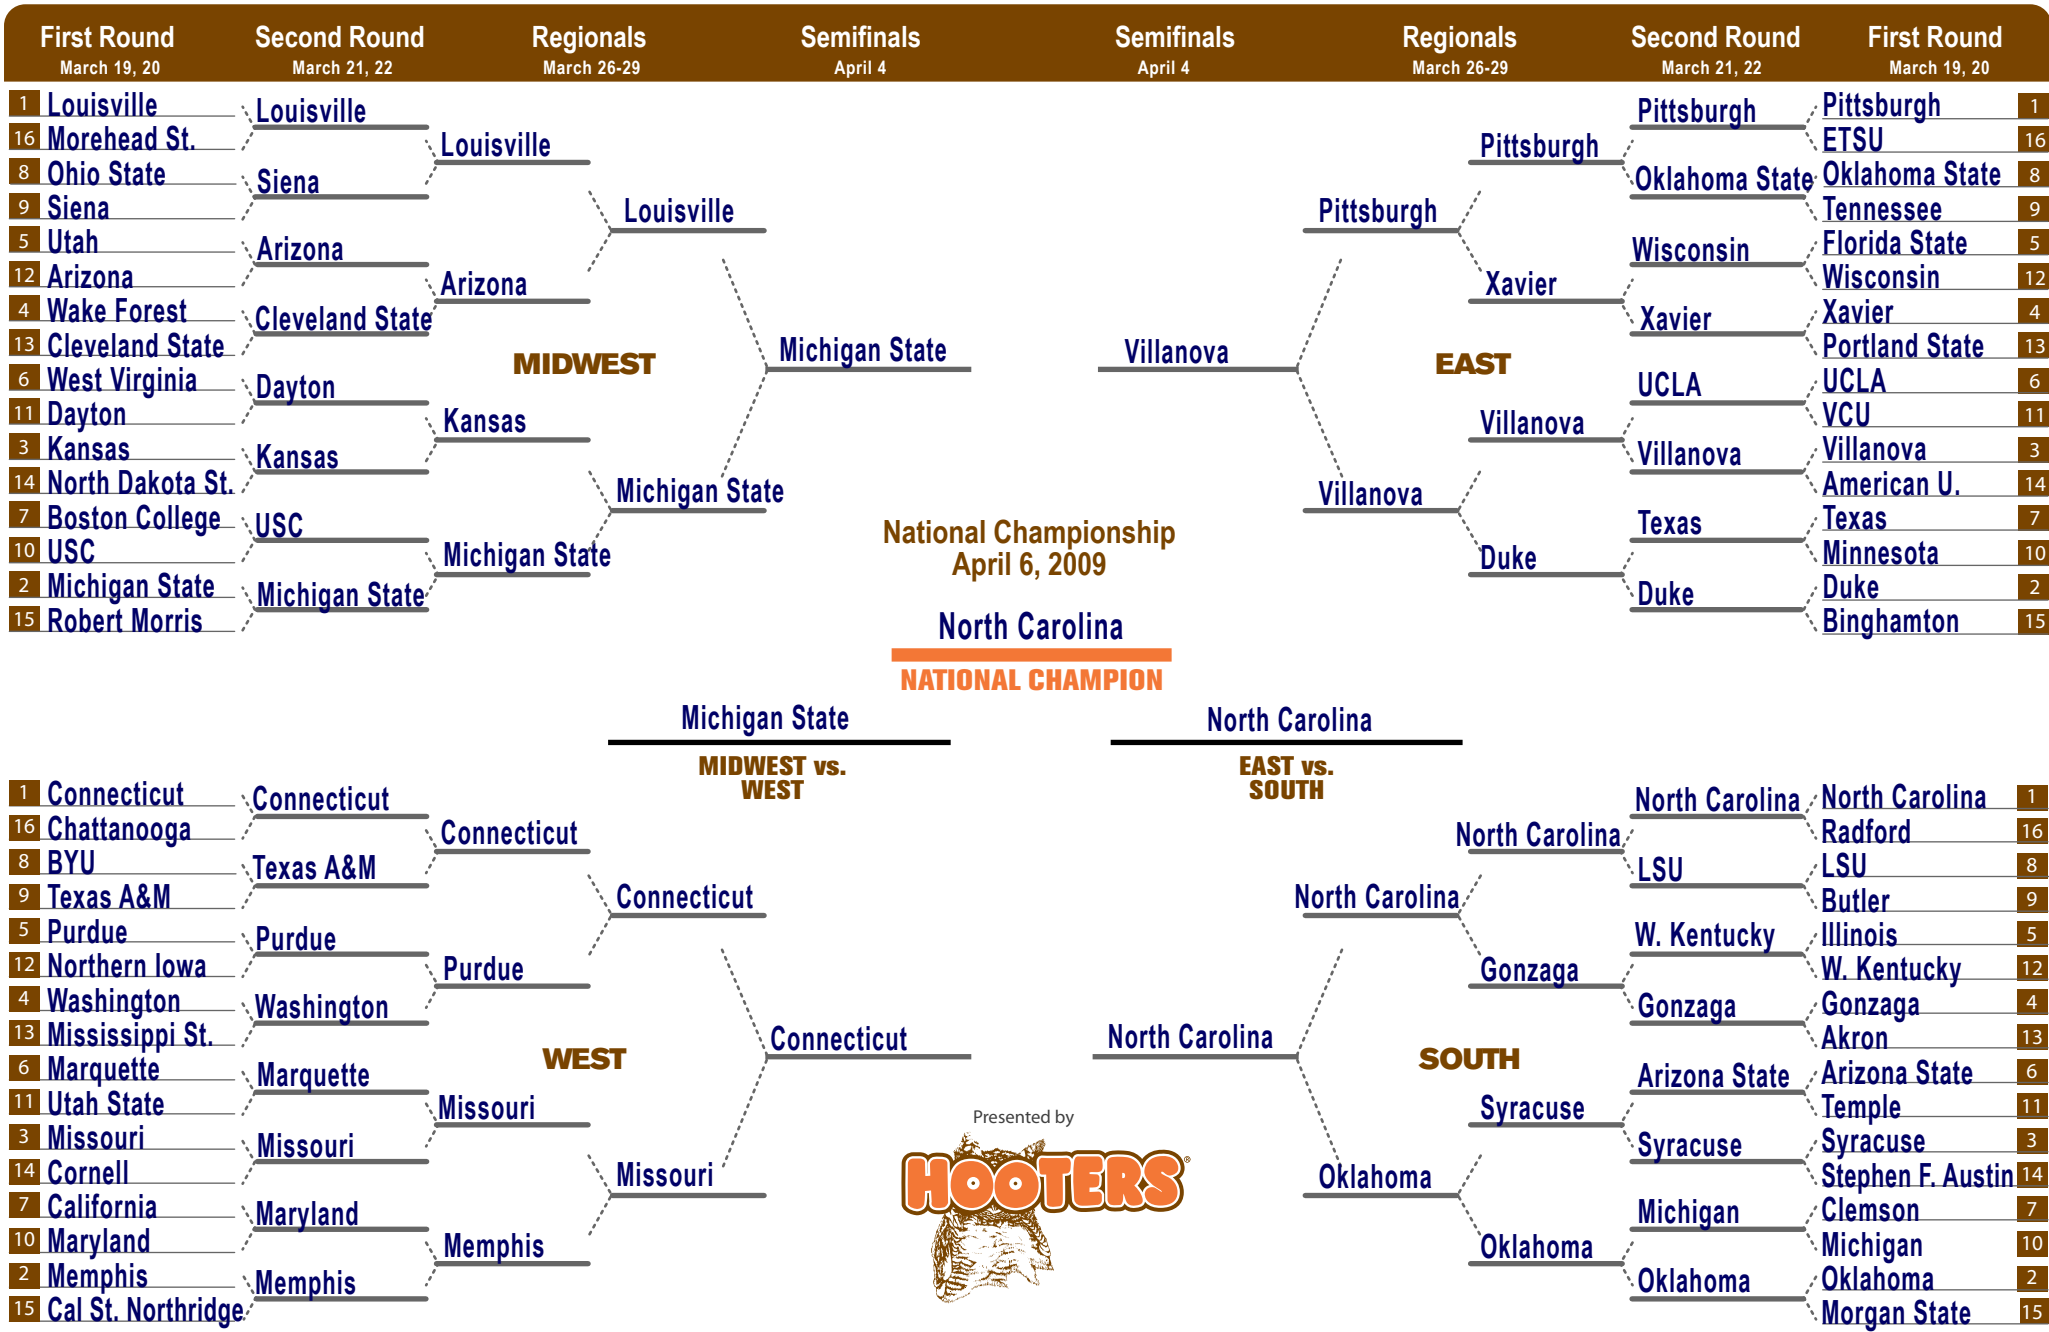 First Round
March 19, 20
Second Round
March 21, 22
Regionals
March 26-29
Semifinals
April 4
Semifinals
April 4
Regionals
March 26-29
Second Round
March 21, 22
First Round
March 19, 20
1 Louisville
16 Morehead St.
8 Ohio State
9 Siena
5 Utah
12 Arizona
4 Wake Forest
13 Cleveland State
6 West Virginia
11 Dayton
3 Kansas
14 North Dakota St.
7 Boston College
10 USC
2 Michigan State
15 Robert Morris
Louisville
Siena
Arizona
Cleveland State
Dayton
Kansas
USC
Michigan State
Louisville
Arizona
Kansas
Michigan State
MIDWEST
Louisville
Michigan State
Michigan State
Villanova
Pittsburgh
Villanova
EAST
Pittsburgh
Xavier
Villanova
Duke
Pittsburgh
Oklahoma State
Wisconsin
Xavier
UCLA
Villanova
Texas
Duke
Pittsburgh 1
ETSU 16
Oklahoma State 8
Tennessee 9
Florida State 5
Wisconsin 12
Xavier 4
Portland State 13
UCLA 6
VCU 11
Villanova 3
American U. 14
Texas 7
Minnesota 10
Duke 2
Binghamton 15
National Championship
April 6, 2009
North Carolina
NATIONAL CHAMPION
Michigan State
MIDWEST vs.
WEST
North Carolina
EAST vs.
SOUTH
1 Connecticut
16 Chattanooga
8 BYU
9 Texas A&M
5 Purdue
12 Northern Iowa
4 Washington
13 Mississippi St.
6 Marquette
11 Utah State
3 Missouri
14 Cornell
7 California
10 Maryland
2 Memphis
15 Cal St. Northridge
Connecticut
Texas A&M
Purdue
Washington
Marquette
Missouri
Maryland
Memphis
Connecticut
Purdue
Missouri
Memphis
WEST
Connecticut
Missouri
Connecticut
North Carolina
North Carolina
Oklahoma
SOUTH
North Carolina
Gonzaga
Syracuse
Oklahoma
North Carolina
LSU
W. Kentucky
Gonzaga
Arizona State
Syracuse
Michigan
Oklahoma
North Carolina 1
Radford 16
LSU 8
Butler 9
Illinois 5
W. Kentucky 12
Gonzaga 4
Akron 13
Arizona State 6
Temple 11
Syracuse 3
Stephen F. Austin 14
Clemson 7
Michigan 10
Oklahoma 2
Morgan State 15
Presented by
HOOTERS®